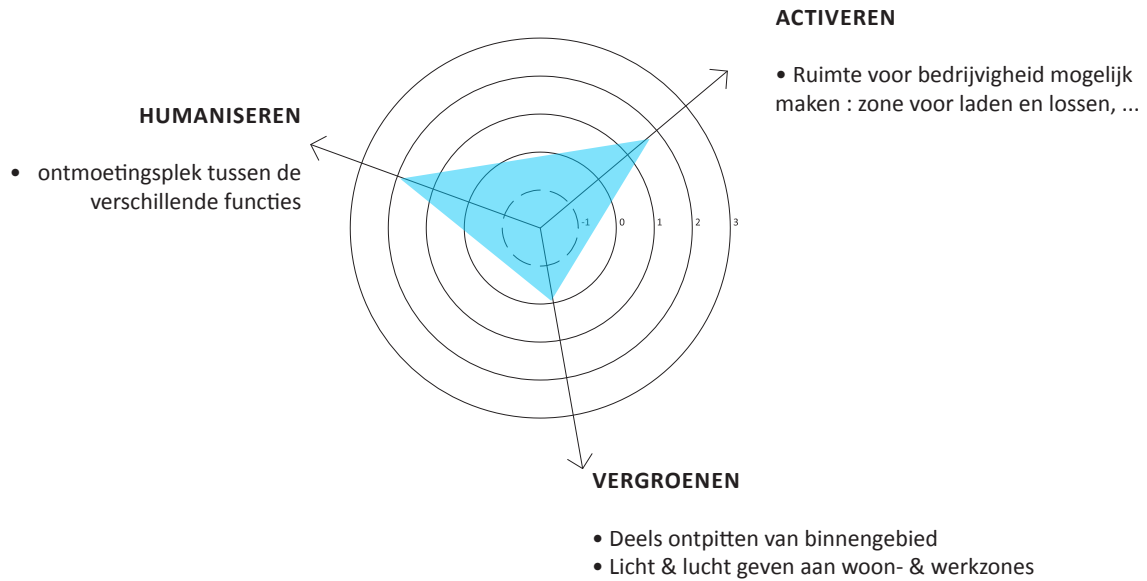 ACTIVEREN
• Ruimte voor bedrijvigheid mogelijk
maken : zone voor laden en lossen, ...
HUMANISEREN
• ontmoetingsplek tussen de
verschillende functies
-1 0 1 2 3
VERGROENEN
• Deels ontpitten van binnengebied
• Licht & lucht geven aan woon- & werkzones